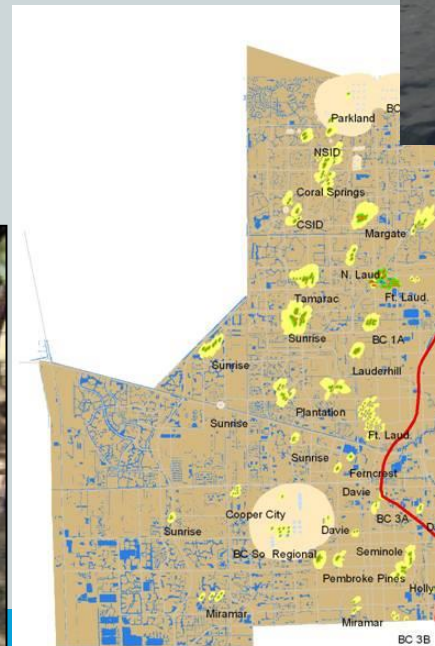 Parkland
BC
NSID
Coral Springs
CSID
Margate
N. Laud
Tamarac
Ft. Laud
Sunrise
BC 1A
Sunrise
Lauderhill
Plantation
Sunrise
Ft. Laud
Sunrise
Ferncrest
Davie
Copper City
BC 3A
Sunrise
Davie
D
BC So. Regional
Seminole
Pembroke Pines
Holly
Miramar
Miramar
BC 3B